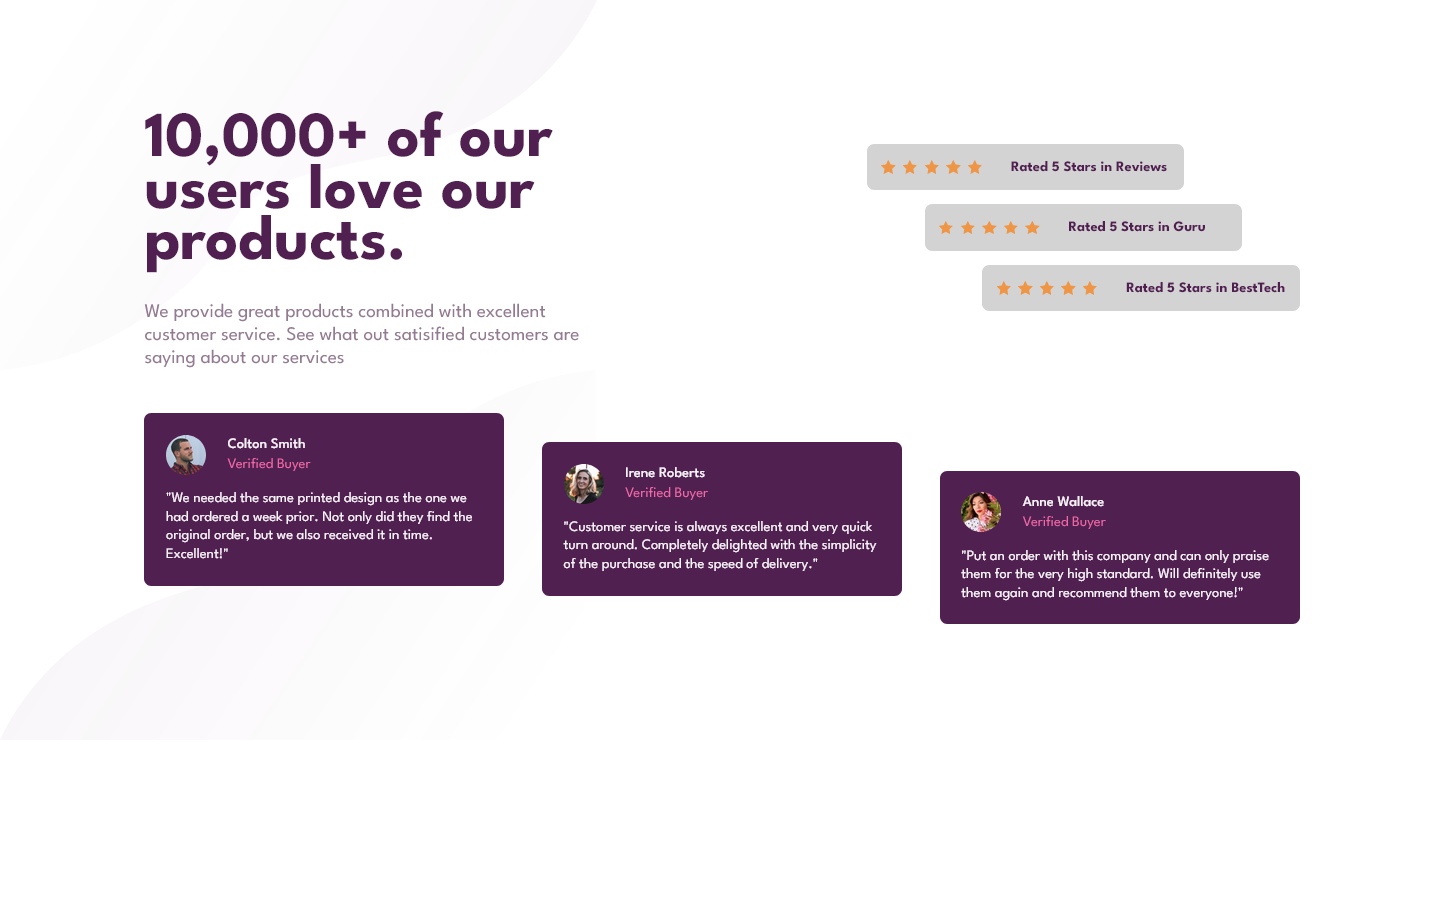 10,000+ of our
users love our
products.
We provide great products combined with excellent
customer service. See what out satisified customers are
saying about our services
Rated 5 Stars in Reviews
Rated 5 Stars in Guru
Rated 5 Stars in BestTech
Colton Smith
Verified Buyer
"We needed the same printed design as the one we
had ordered a week prior. Not only did they find the
original order, but we also received it in time.
Excellent!"
Irene Roberts
Verified Buyer
"Customer service is always excellent and very quick
turn around. Completely delighted with the simplicity
of the purchase and the speed of delivery."
Anne Wallace
Verified Buyer
"Put an order with this company and can only praise
them for the very high standard. Will definitely use
them again and recommend them to everyone!"